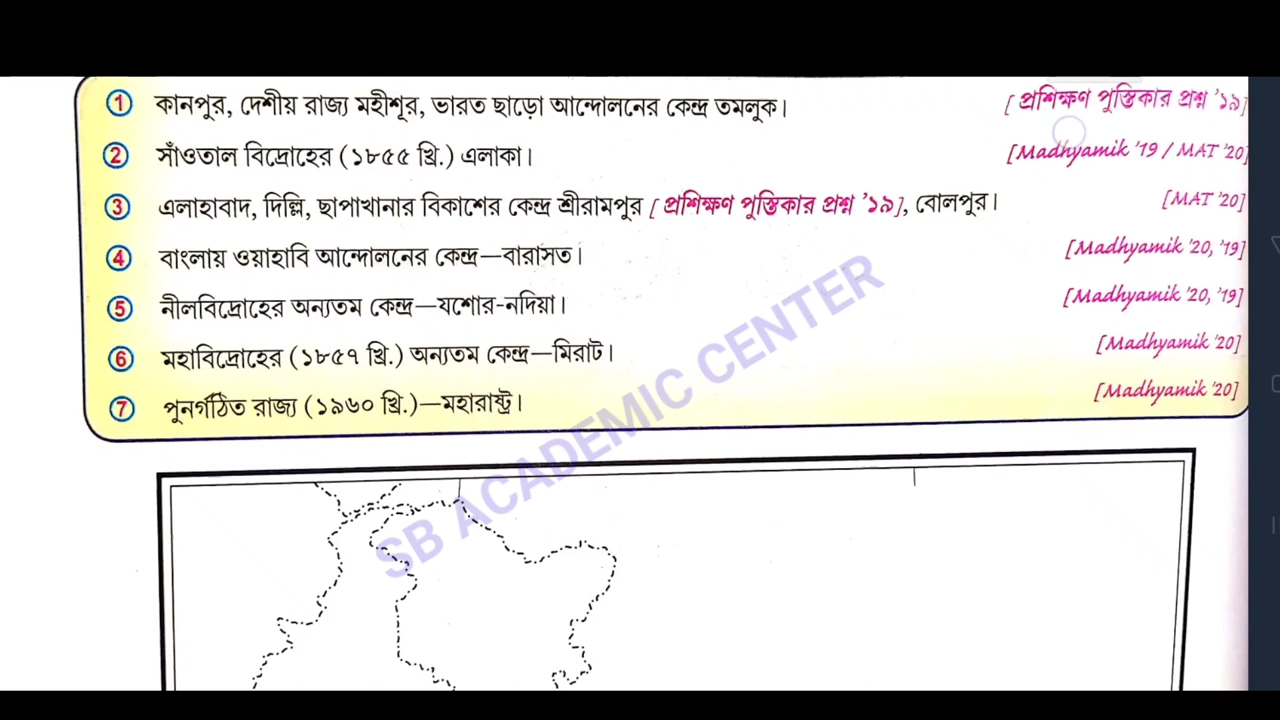 1 কানপুর, দেশীয় রাজ্য মহীশূর, ভারত ছাড়ো আন্দোলনের কেন্দ্র তমলুক। [প্রশিক্ষণ পুস্তিকার প্রশ্ন '১৯]
2 সাঁওতাল বিদ্রোহের (১৮৫৫ খ্রি.) এলাকা। [Madhyamik '19 / MAT '20]
3 এলাহাবাদ, দিল্লি, ছাপাখানার বিকাশের কেন্দ্র শ্রীরামপুর [প্রশিক্ষণ পুস্তিকার প্রশ্ন '১৯], বোলপুর। [MAT '20]
4 বাংলায় ওয়াহাবি আন্দোলনের কেন্দ্র—বারাসত। [Madhyamik '20, '19]
5 নীলবিদ্রোহের অন্যতম কেন্দ্র—যশোর-নদিয়া। [Madhyamik '20, '19]
6 মহাবিদ্রোহের (১৮৫৭ খ্রি.) অন্যতম কেন্দ্র—মিরাট। [Madhyamik '20]
7 পুনর্গঠিত রাজ্য (১৯৬০ খ্রি.)—মহারাষ্ট্র। [Madhyamik '20]
SB ACADEMIC CENTER